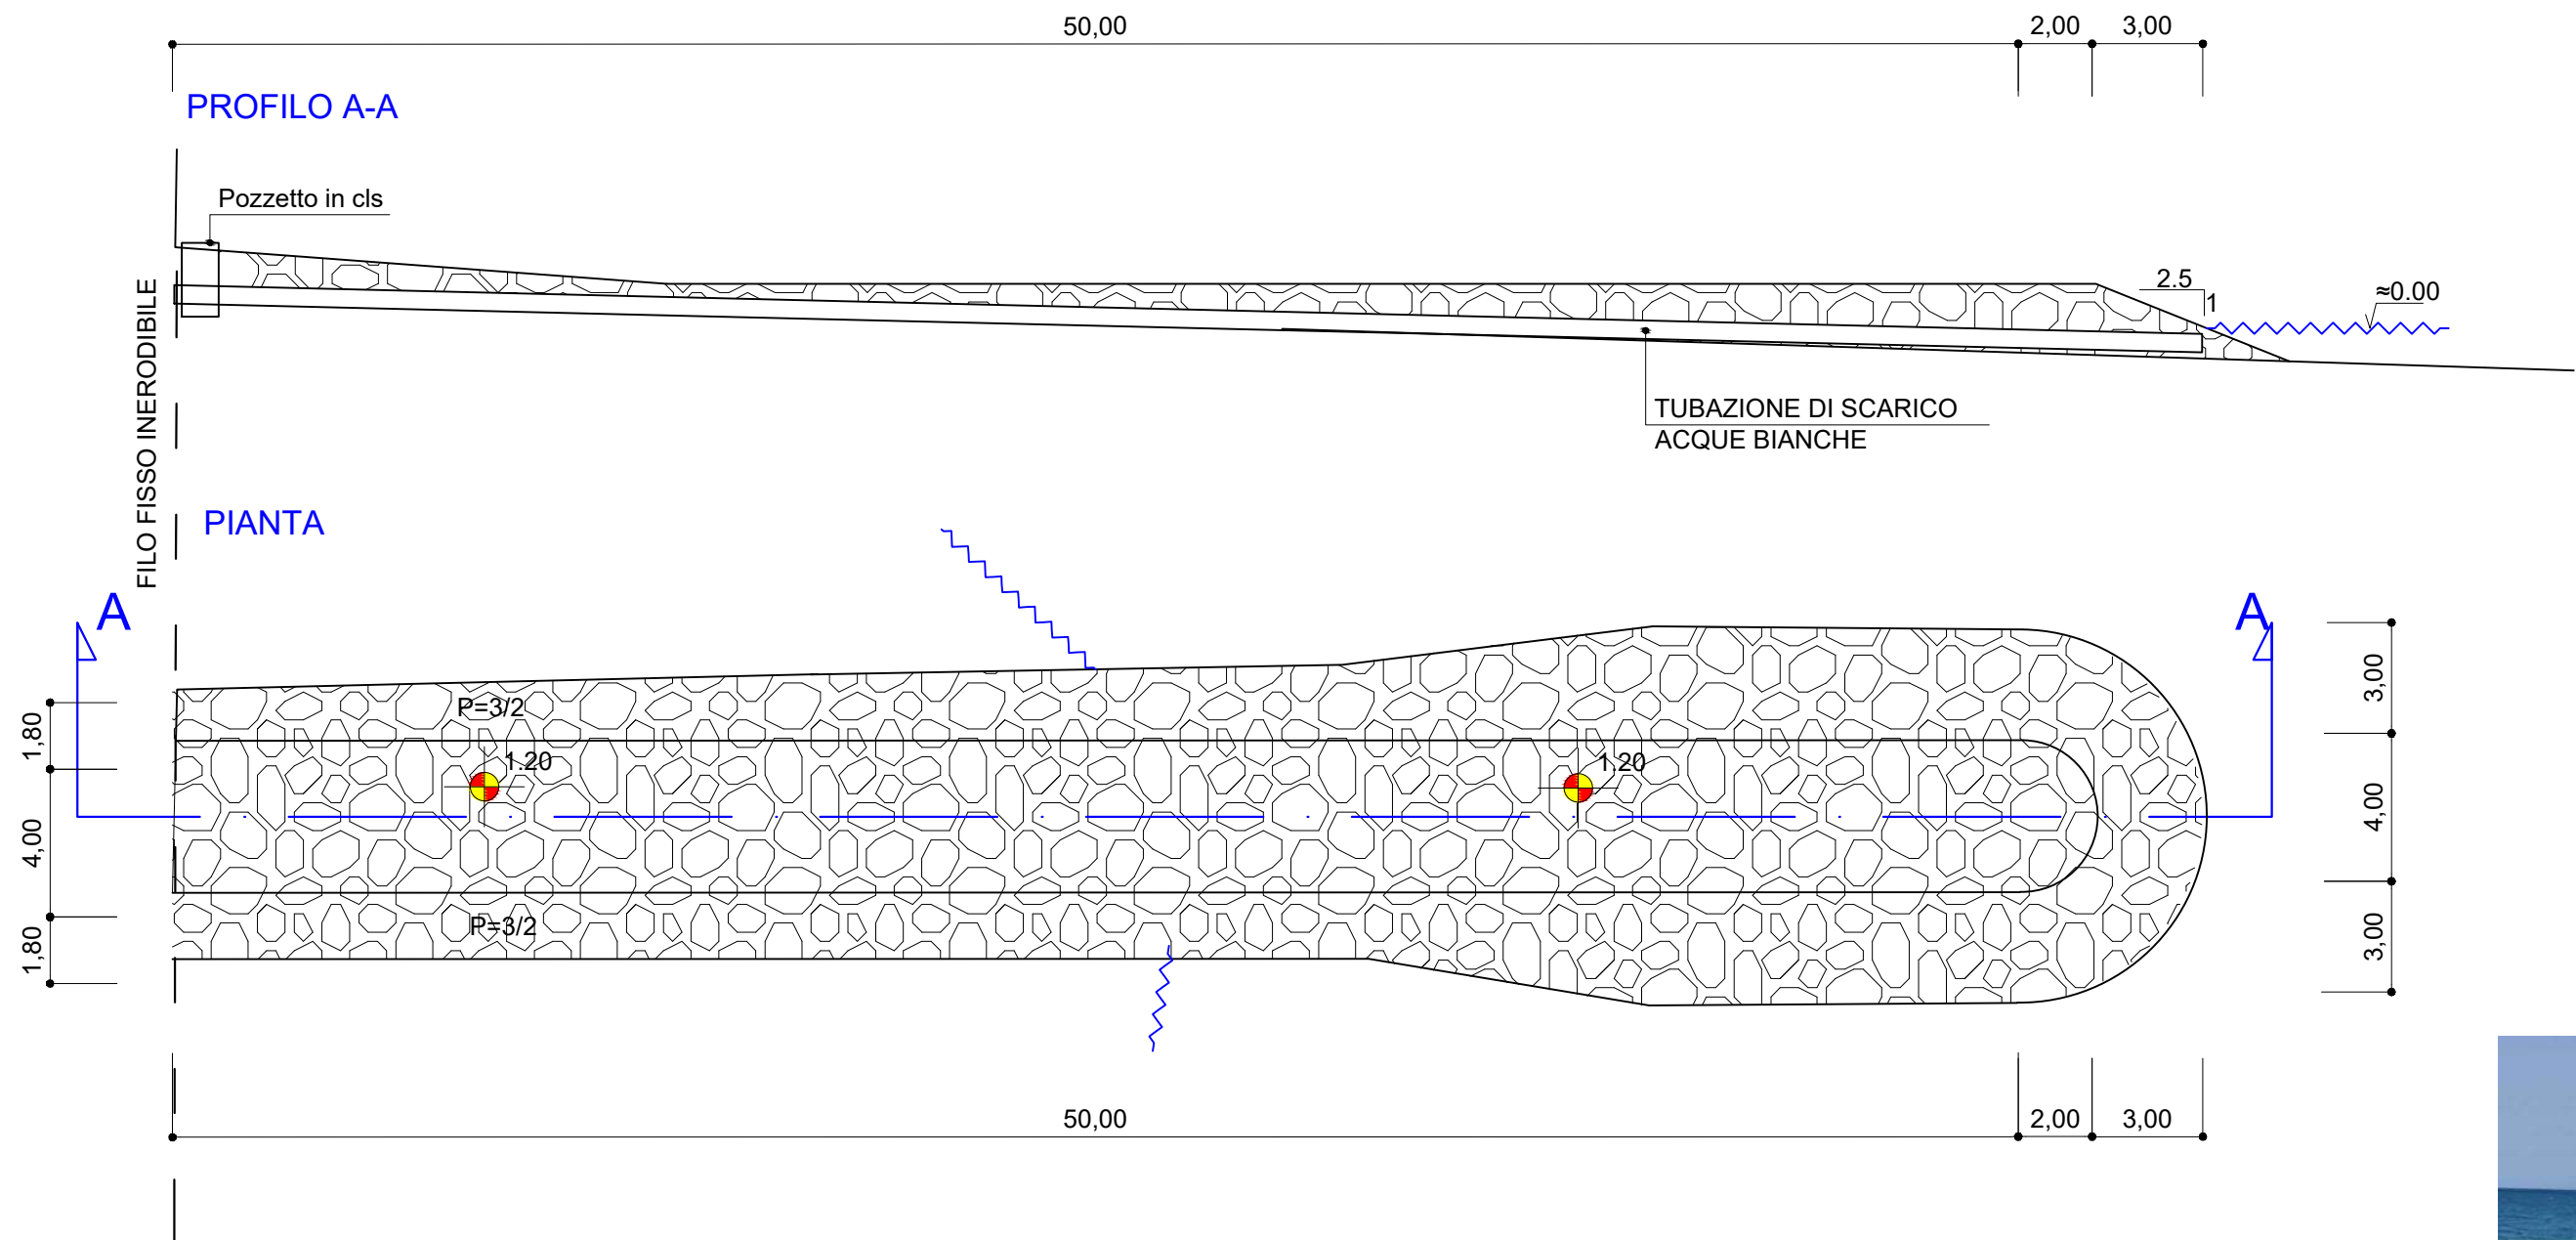 50,00
2,00
3,00
PROFILO A-A
Pozzetto in cls
2.5
1
≈0.00
TUBAZIONE DI SCARICO
ACQUE BIANCHE
FILO FISSO INERODIBILE
PIANTA
A
A
P=3/2
1.20
1.20
P=3/2
1,80
4,00
1,80
3,00
4,00
3,00
50,00
2,00
3,00